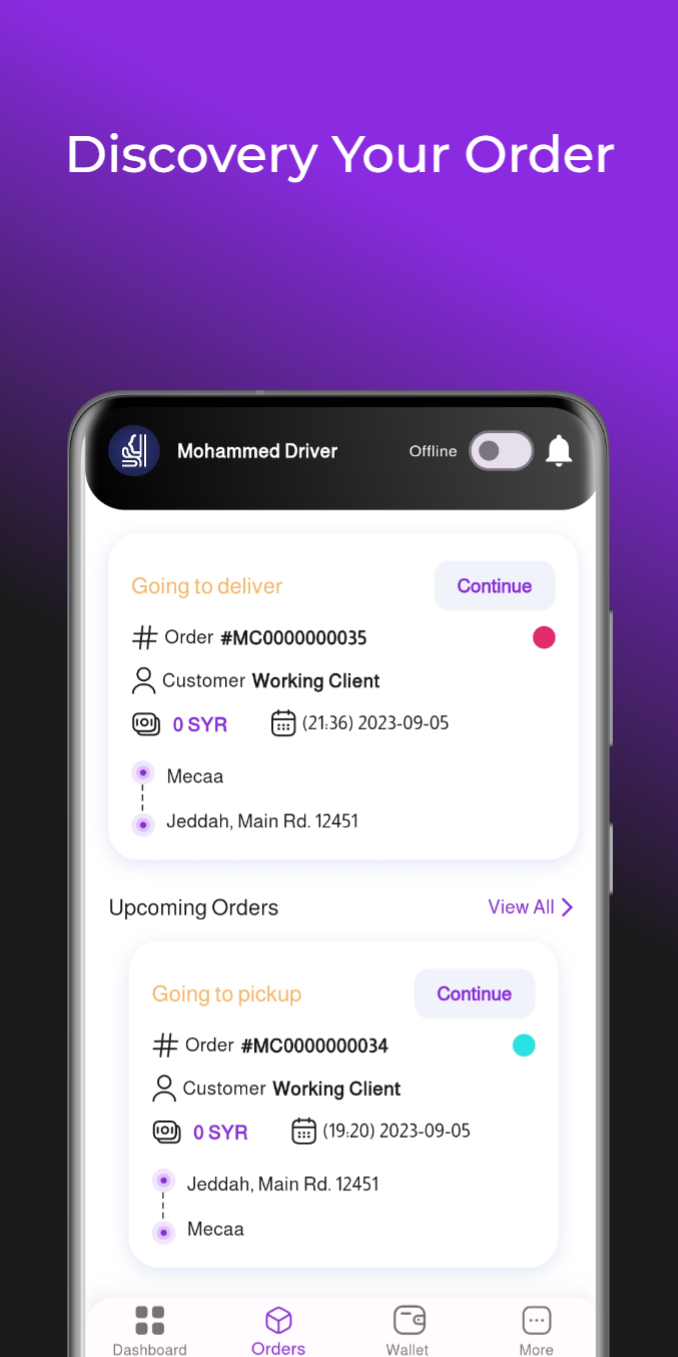 Discovery Your Order
Mohammed Driver Offline
Going to deliver Continue
Order #MC0000000035
Customer Working Client
0 SYR (21:36) 2023-09-05
Mecaa
Jeddah, Main Rd. 12451
Upcoming Orders View All
Going to pickup Continue
Order #MC0000000034
Customer Working Client
0 SYR (19:20) 2023-09-05
Jeddah, Main Rd. 12451
Mecaa
Dashboard Orders Wallet More